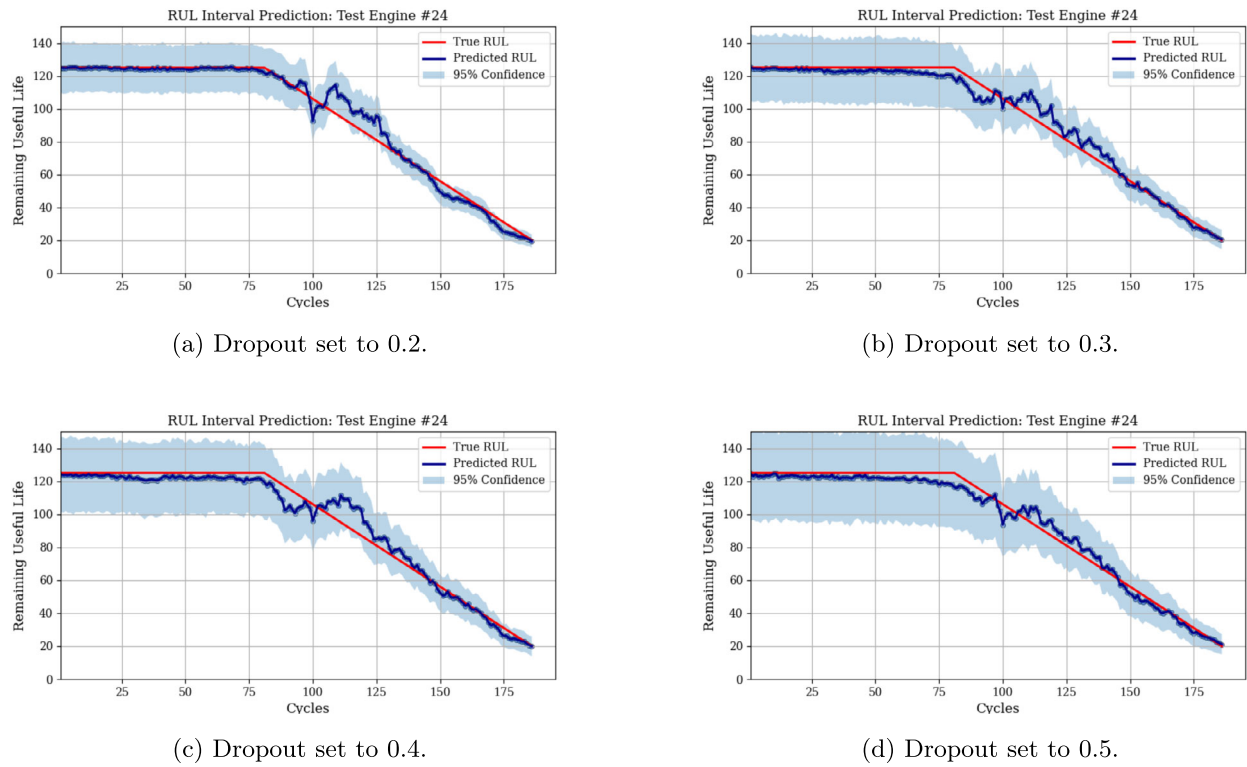 RUL Interval Prediction: Test Engine #24
Remaining Useful Life
140
120
100
80
60
40
20
0
True RUL
Predicted RUL
95% Confidence
25 50 75 100 125 150 175
Cycles
(a) Dropout set to 0.2.
RUL Interval Prediction: Test Engine #24
Remaining Useful Life
140
120
100
80
60
40
20
0
True RUL
Predicted RUL
95% Confidence
25 50 75 100 125 150 175
Cycles
(b) Dropout set to 0.3.
RUL Interval Prediction: Test Engine #24
Remaining Useful Life
140
120
100
80
60
40
20
0
True RUL
Predicted RUL
95% Confidence
25 50 75 100 125 150 175
Cycles
(c) Dropout set to 0.4.
RUL Interval Prediction: Test Engine #24
Remaining Useful Life
140
120
100
80
60
40
20
0
True RUL
Predicted RUL
95% Confidence
25 50 75 100 125 150 175
Cycles
(d) Dropout set to 0.5.